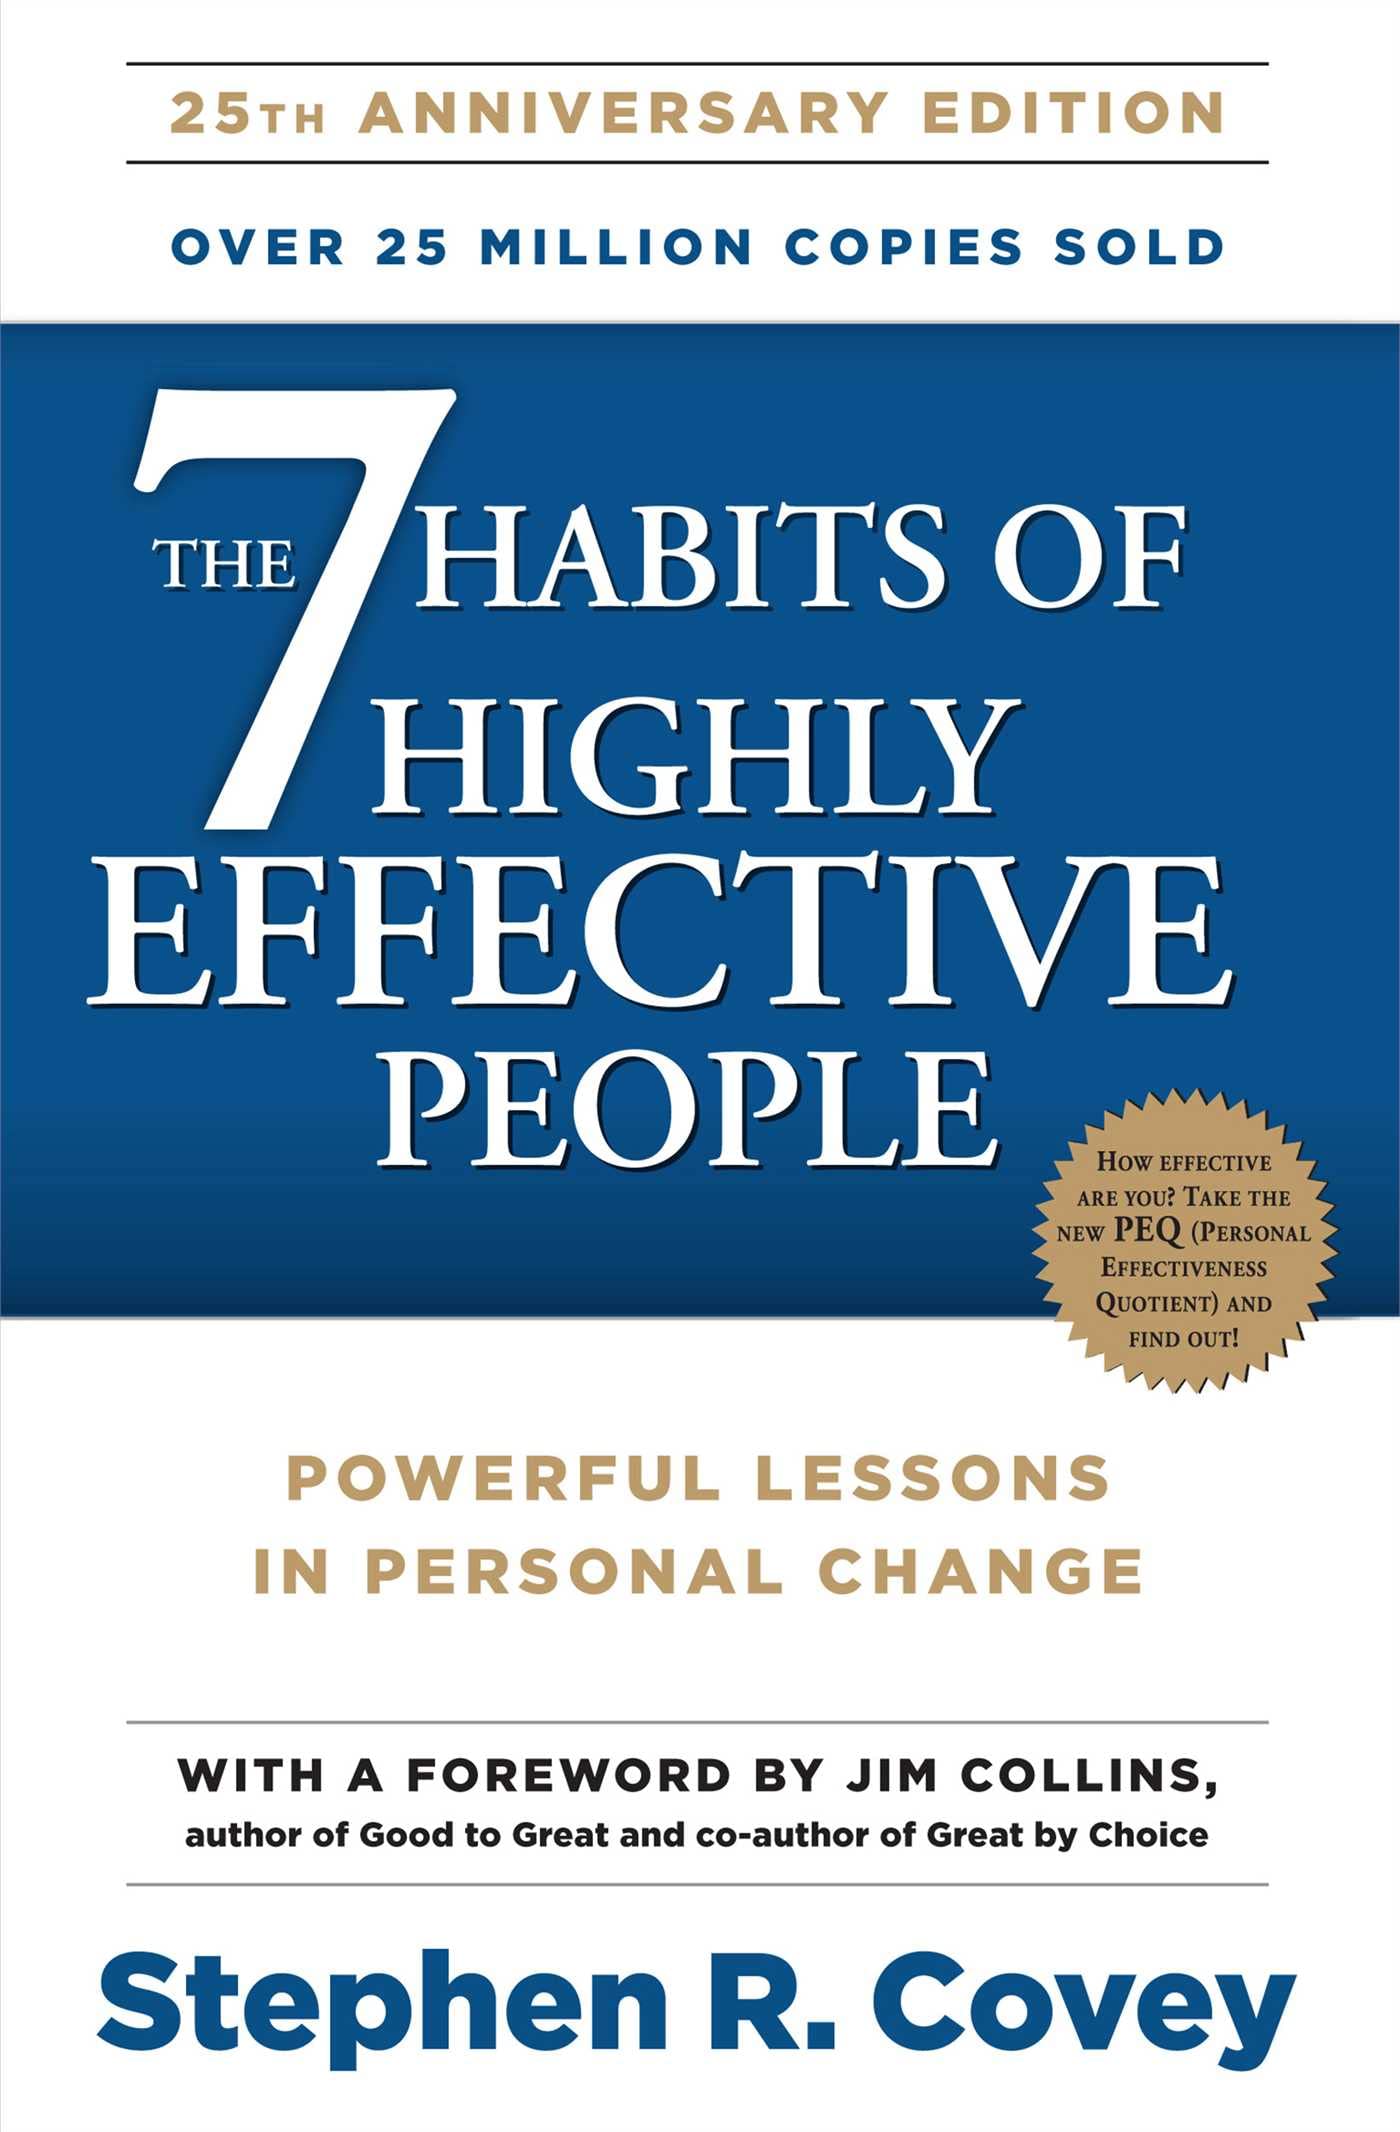 25TH ANNIVERSARY EDITION
OVER 25 MILLION COPIES SOLD
THE 7 HABITS OF
HIGHLY
EFFECTIVE
PEOPLE
HOW EFFECTIVE
ARE YOU? TAKE THE
NEW PEQ (PERSONAL
EFFECTIVENESS
QUOTIENT) AND
FIND OUT!
POWERFUL LESSONS
IN PERSONAL CHANGE
WITH A FOREWORD BY JIM COLLINS,
author of Good to Great and co-author of Great by Choice
Stephen R. Covey